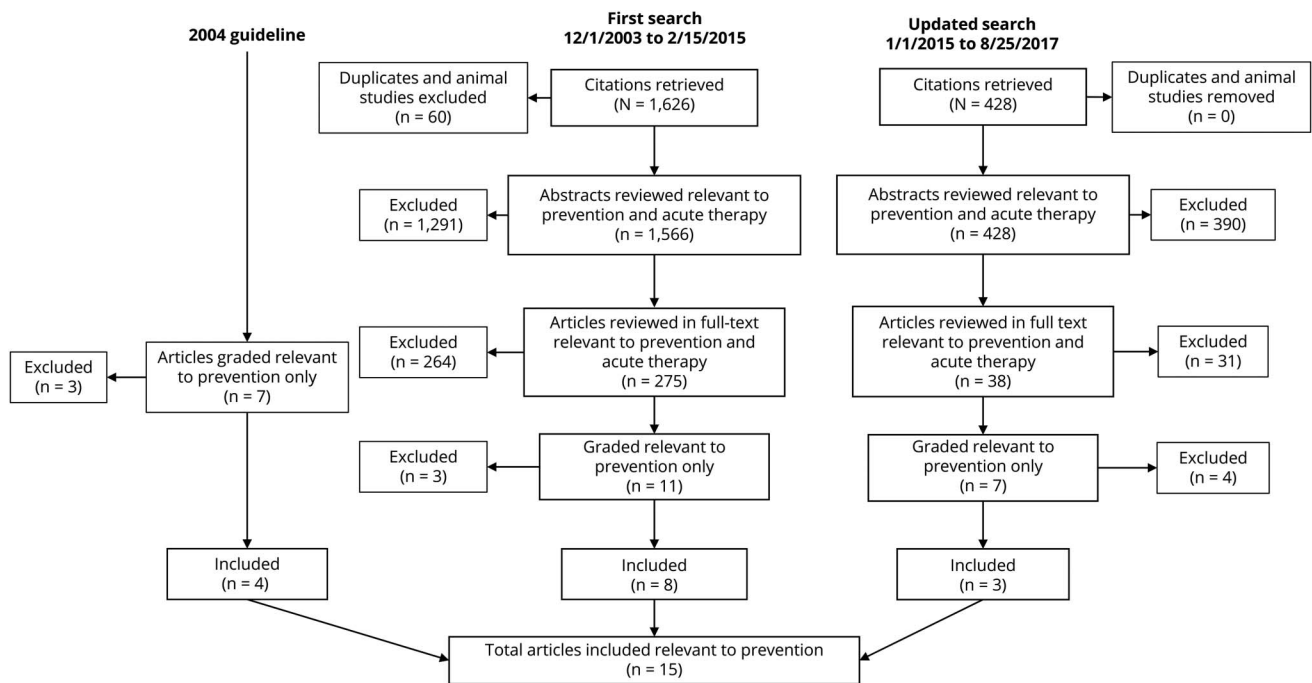 2004 guideline
Excluded
(n = 3)
Articles graded relevant
to prevention only
(n = 7)
Included
(n = 4)
First search
12/1/2003 to 2/15/2015
Duplicates and animal
studies excluded
(n = 60)
Citations retrieved
(N = 1,626)
Excluded
(n = 1,291)
Abstracts reviewed relevant to
prevention and acute therapy
(n = 1,566)
Excluded
(n = 264)
Articles reviewed in full-text
relevant to prevention and
acute therapy
(n = 275)
Excluded
(n = 3)
Graded relevant to
prevention only
(n = 11)
Included
(n = 8)
Updated search
1/1/2015 to 8/25/2017
Citations retrieved
(N = 428)
Duplicates and animal
studies removed
(n = 0)
Abstracts reviewed relevant to
prevention and acute therapy
(n = 428)
Excluded
(n = 390)
Articles reviewed in full text
relevant to prevention and
acute therapy
(n = 38)
Excluded
(n = 31)
Graded relevant to
prevention only
(n = 7)
Excluded
(n = 4)
Included
(n = 3)
Total articles included relevant to prevention
(n = 15)